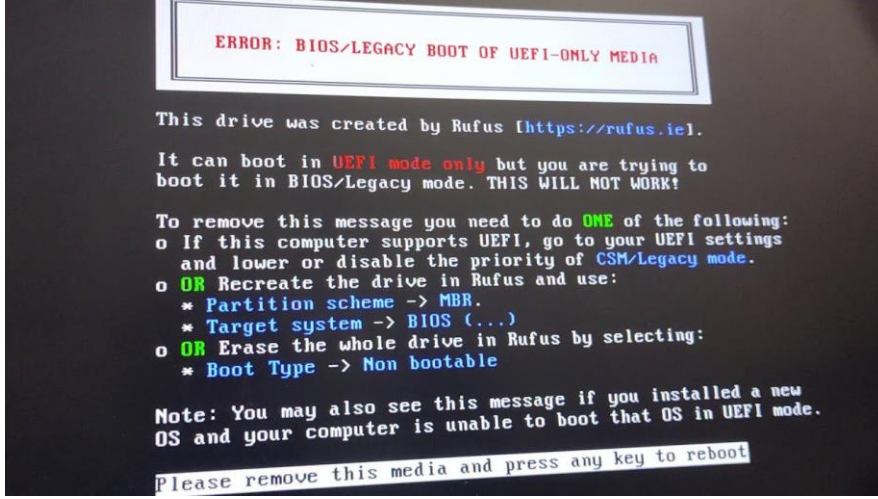 ERROR: BIOS/LEGACY BOOT OF UEFI-ONLY MEDIA
This drive was created by Rufus [https://rufus.ie].
It can boot in UEFI mode only but you are trying to
boot it in BIOS/Legacy mode. THIS WILL NOT WORK!
To remove this message you need to do ONE of the following:
o If this computer supports UEFI, go to your UEFI settings
and lower or disable the priority of CSM/Legacy mode.
o OR Recreate the drive in Rufus and use:
* Partition scheme -> MBR.
* Target system -> BIOS (...)
o OR Erase the whole drive in Rufus by selecting:
* Boot Type -> Non bootable
Note: You may also see this message if you installed a new
OS and your computer is unable to boot that OS in UEFI mode.
Please remove this media and press any key to reboot